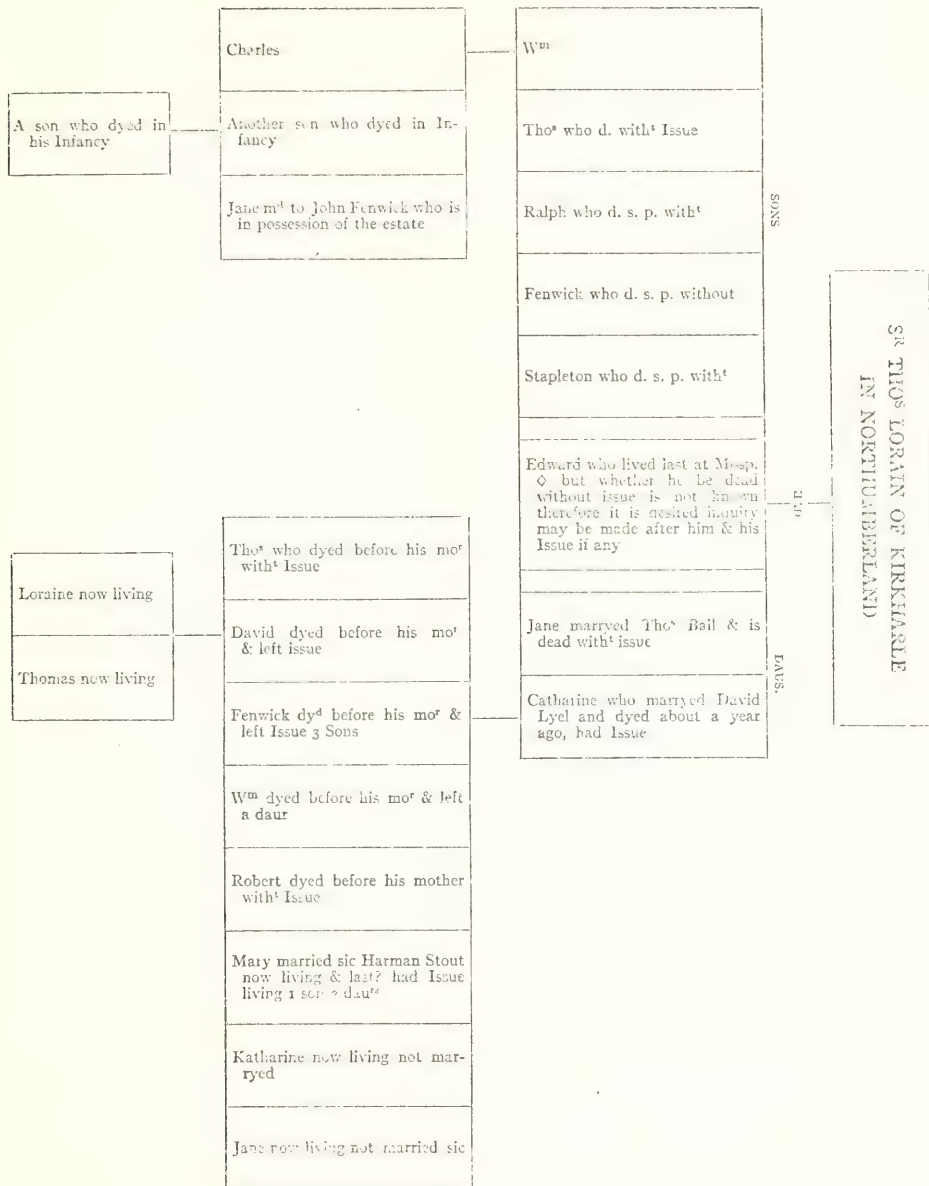 Charles
Wᵐ
A son who dyed in
his Infancy
Another son who dyed in In-
fancy
Thoˢ who d. withᵗ Issue
Jane mᵈ to John Fenwick who is
in possession of the estate
Ralph who d. s. p. withᵗ
SONS
Fenwick who d. s. p. without
Stapleton who d. s. p. withᵗ
Edward who lived last at
◊ but whether he be dead
without issue is not known
therefore it is desired inquiry
may be made after him & his
Issue if any
HAD
Sᴿ THOˢ LORAIN OF KIRKHARLE
IN NORTHUMBERLAND
Jane marryed Thoˢ Bail & is
dead withᵗ issue
DAUS.
Catharine who marryed David
Lyel and dyed about a year
ago, had Issue
Loraine now living
Thomas now living
Thoˢ who dyed before his moʳ
withᵗ Issue
David dyed before his moʳ
& left issue
Fenwick dyᵈ before his moʳ &
left Issue 3 Sons
Wᵐ dyed before his moʳ & left
a daur
Robert dyed before his mother
withᵗ Issue
Mary married sic Harman Stout
now living & last? had Issue
living 1 son dauʳˢ
Katharine now living not mar-
ryed
Jane now living not married sic